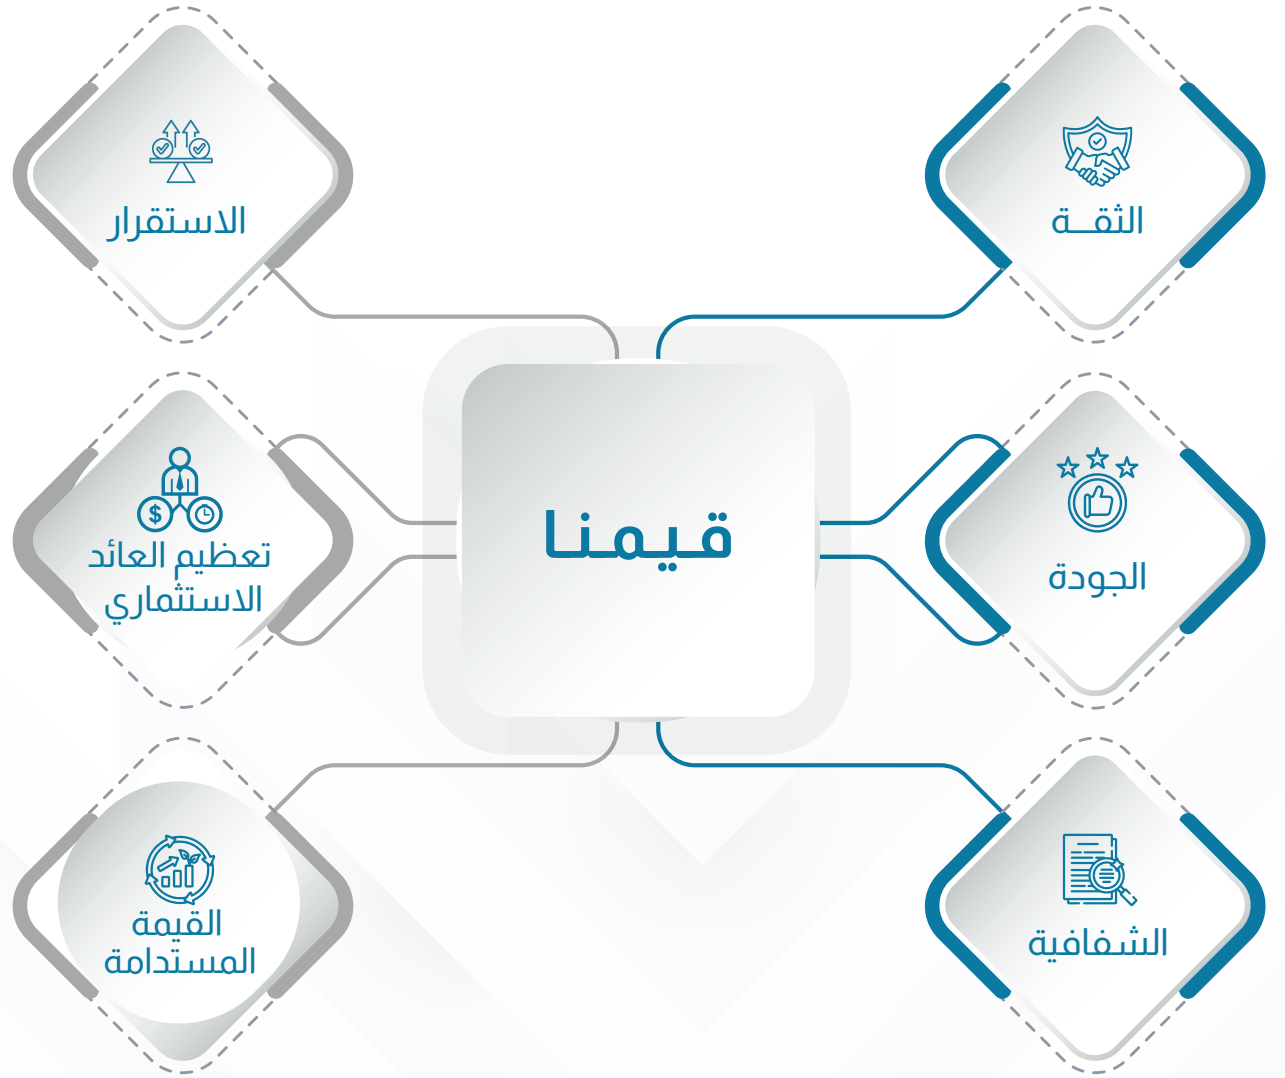 الثقــة
الاستقرار
قيمنا
الجودة
تعظيم العائد
الاستثماري
الشفافية
القيمة
المستدامة